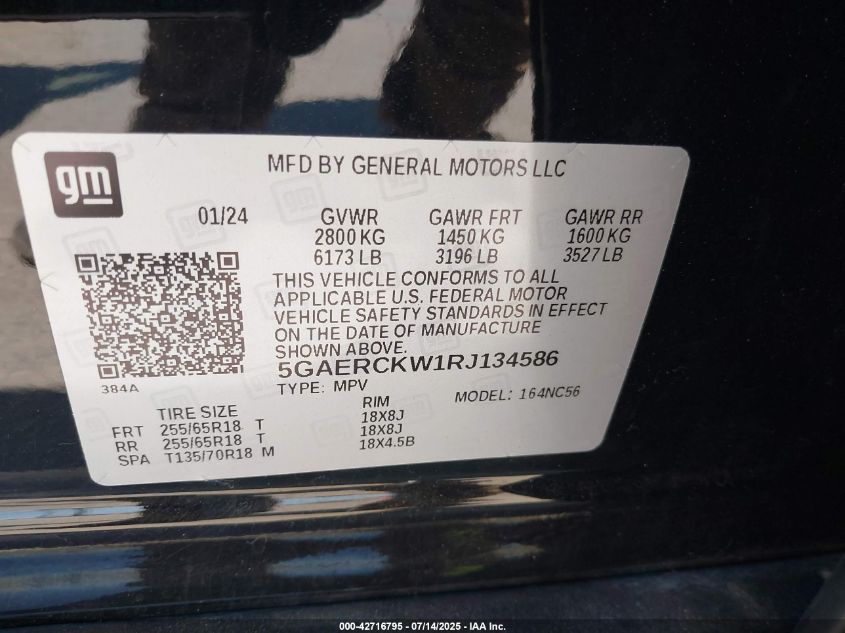 gm
MFD BY GENERAL MOTORS LLC
01/24 GVWR GAWR FRT GAWR RR
2800 KG 1450 KG 1600 KG
6173 LB 3196 LB 3527 LB
THIS VEHICLE CONFORMS TO ALL
APPLICABLE U.S. FEDERAL MOTOR
VEHICLE SAFETY STANDARDS IN EFFECT
ON THE DATE OF MANUFACTURE
SHOWN ABOVE.
5GAERCKW1RJ134586
384A
TYPE: MPV
MODEL: 164NC56
TIRE SIZE RIM
FRT 255/65R18 T 18X8J
RR 255/65R18 T 18X8J
SPA T135/70R18 M 18X4.5B
000-42716795 - 07/14/2025 - IAA Inc.